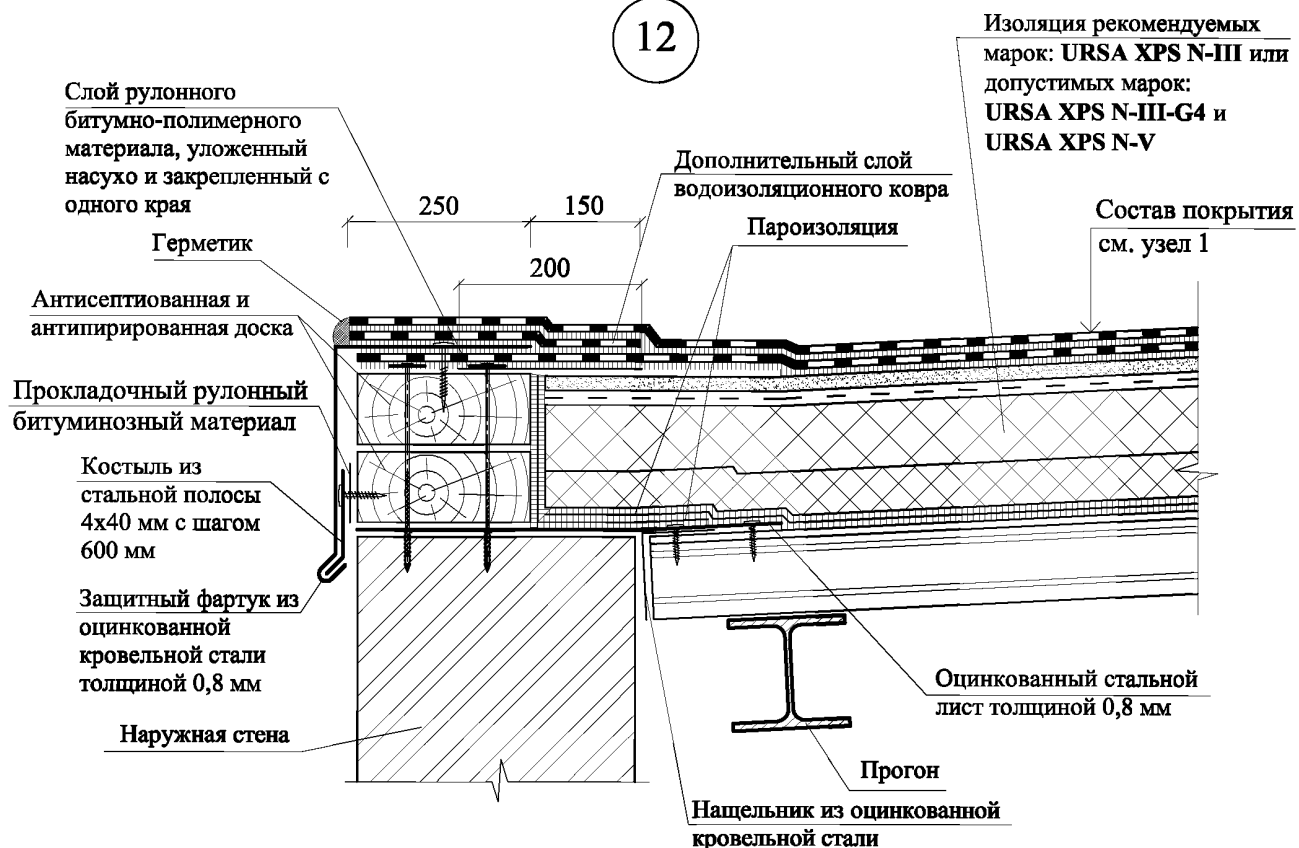 12
Изоляция рекомендуемых
марок: URSA XPS N-III или
допустимых марок:
URSA XPS N-III-G4 и
URSA XPS N-V
Слой рулонного
битумно-полимерного
материала, уложенный
насухо и закрепленный с
одного края
Дополнительный слой
водоизоляционного ковра
250
150
200
Пароизоляция
Состав покрытия
см. узел 1
Герметик
Антисептиованная и
антипирированная доска
Прокладочный рулонный
битуминозный материал
Костыль из
стальной полосы
4х40 мм с шагом
600 мм
Защитный фартук из
оцинкованной
кровельной стали
толщиной 0,8 мм
Наружная стена
Оцинкованный стальной
лист толщиной 0,8 мм
Прогон
Нащельник из оцинкованной
кровельной стали